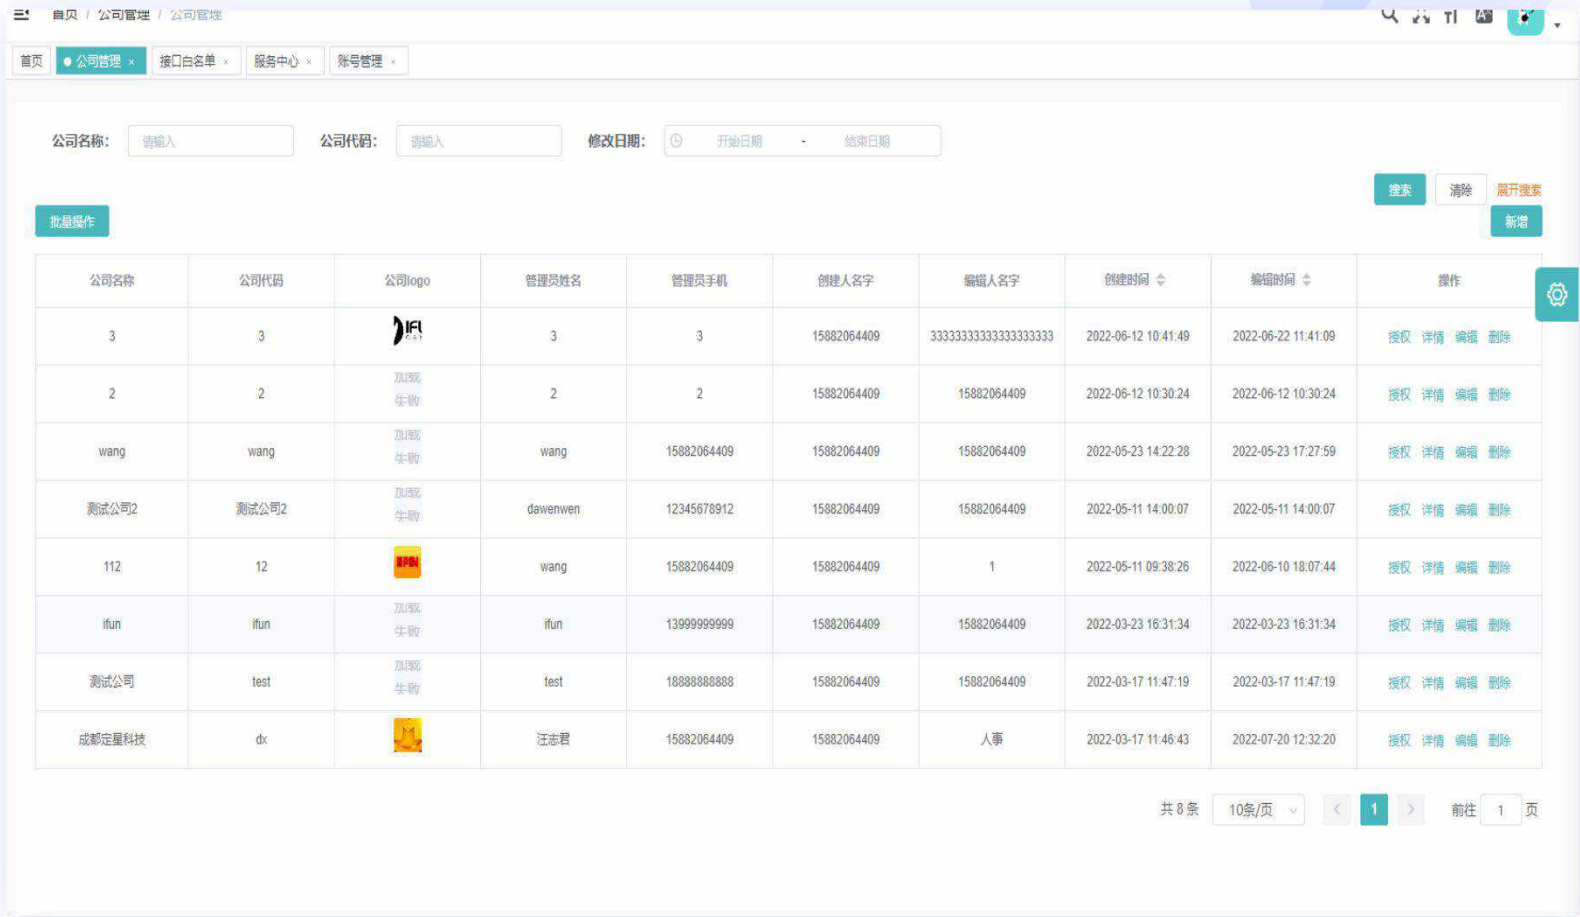 首页 / 公司管理 / 公司管理
首页 公司管理 × 接口白名单 × 服务中心 × 账号管理 ×
公司名称: 请输入 公司代码: 请输入 修改日期: 开始日期 - 结束日期
搜索 清除 展开搜索
批量操作 新增
公司名称 公司代码 公司logo 管理员姓名 管理员手机 创建人名字 编辑人名字 创建时间 编辑时间 操作
3 3 3 3 15882064409 33333333333333333333 2022-06-12 10:41:49 2022-06-22 11:41:09 授权 详情 编辑 删除
2 2 加载失败 2 2 15882064409 15882064409 2022-06-12 10:30:24 2022-06-12 10:30:24 授权 详情 编辑 删除
wang wang 加载失败 wang 15882064409 15882064409 15882064409 2022-05-23 14:22:28 2022-05-23 17:27:59 授权 详情 编辑 删除
测试公司2 测试公司2 加载失败 dawenwen 12345678912 15882064409 15882064409 2022-05-11 14:00:07 2022-05-11 14:00:07 授权 详情 编辑 删除
112 12 wang 15882064409 15882064409 1 2022-05-11 09:38:26 2022-06-10 18:07:44 授权 详情 编辑 删除
ifun ifun 加载失败 ifun 13999999999 15882064409 15882064409 2022-03-23 16:31:34 2022-03-23 16:31:34 授权 详情 编辑 删除
测试公司 test 加载失败 test 18888888888 15882064409 15882064409 2022-03-17 11:47:19 2022-03-17 11:47:19 授权 详情 编辑 删除
成都定星科技 dx 汪志君 15882064409 15882064409 人事 2022-03-17 11:46:43 2022-07-20 12:32:20 授权 详情 编辑 删除
共 8 条 10条/页 < 1 > 前往 1 页